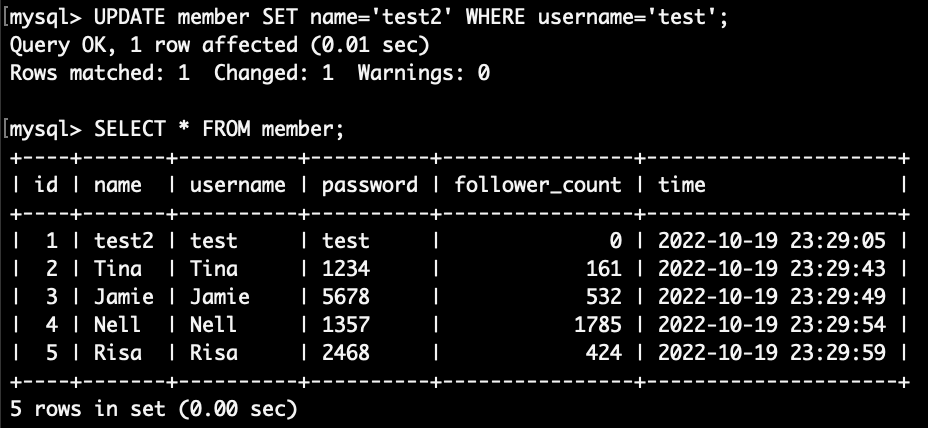 [mysql> UPDATE member SET name='test2' WHERE username='test';
Query OK, 1 row affected (0.01 sec)
Rows matched: 1  Changed: 1  Warnings: 0

[mysql> SELECT * FROM member;
+----+-------+----------+----------+----------------+---------------------+
| id | name  | username | password | follower_count | time                |
+----+-------+----------+----------+----------------+---------------------+
|  1 | test2 | test     | test     |              0 | 2022-10-19 23:29:05 |
|  2 | Tina  | Tina     | 1234     |            161 | 2022-10-19 23:29:43 |
|  3 | Jamie | Jamie    | 5678     |            532 | 2022-10-19 23:29:49 |
|  4 | Nell  | Nell     | 1357     |           1785 | 2022-10-19 23:29:54 |
|  5 | Risa  | Risa     | 2468     |            424 | 2022-10-19 23:29:59 |
+----+-------+----------+----------+----------------+---------------------+
5 rows in set (0.00 sec)